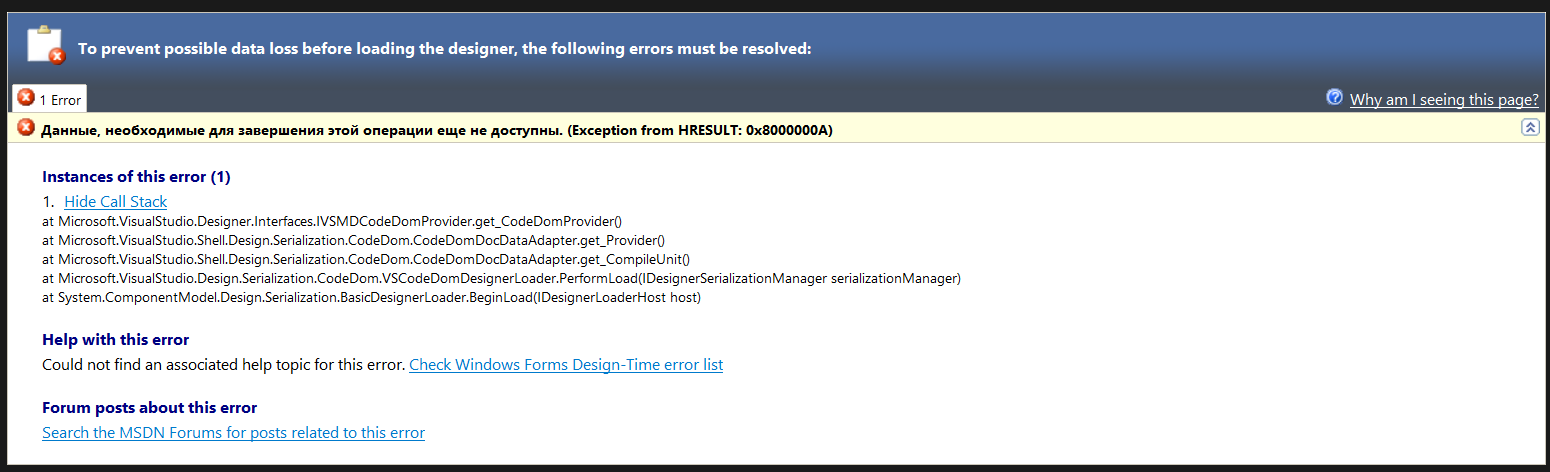 To prevent possible data loss before loading the designer, the following errors must be resolved:
1 Error
Why am I seeing this page?
Данные, необходимые для завершения этой операции еще не доступны. (Exception from HRESULT: 0x8000000A)
Instances of this error (1)
1. Hide Call Stack
at Microsoft.VisualStudio.Designer.Interfaces.IVSMDCodeDomProvider.get_CodeDomProvider()
at Microsoft.VisualStudio.Shell.Design.Serialization.CodeDom.CodeDomDocDataAdapter.get_Provider()
at Microsoft.VisualStudio.Shell.Design.Serialization.CodeDom.CodeDomDocDataAdapter.get_CompileUnit()
at Microsoft.VisualStudio.Design.Serialization.CodeDom.VSCodeDomDesignerLoader.PerformLoad(IDesignerSerializationManager serializationManager)
at System.ComponentModel.Design.Serialization.BasicDesignerLoader.BeginLoad(IDesignerLoaderHost host)
Help with this error
Could not find an associated help topic for this error. Check Windows Forms Design-Time error list
Forum posts about this error
Search the MSDN Forums for posts related to this error